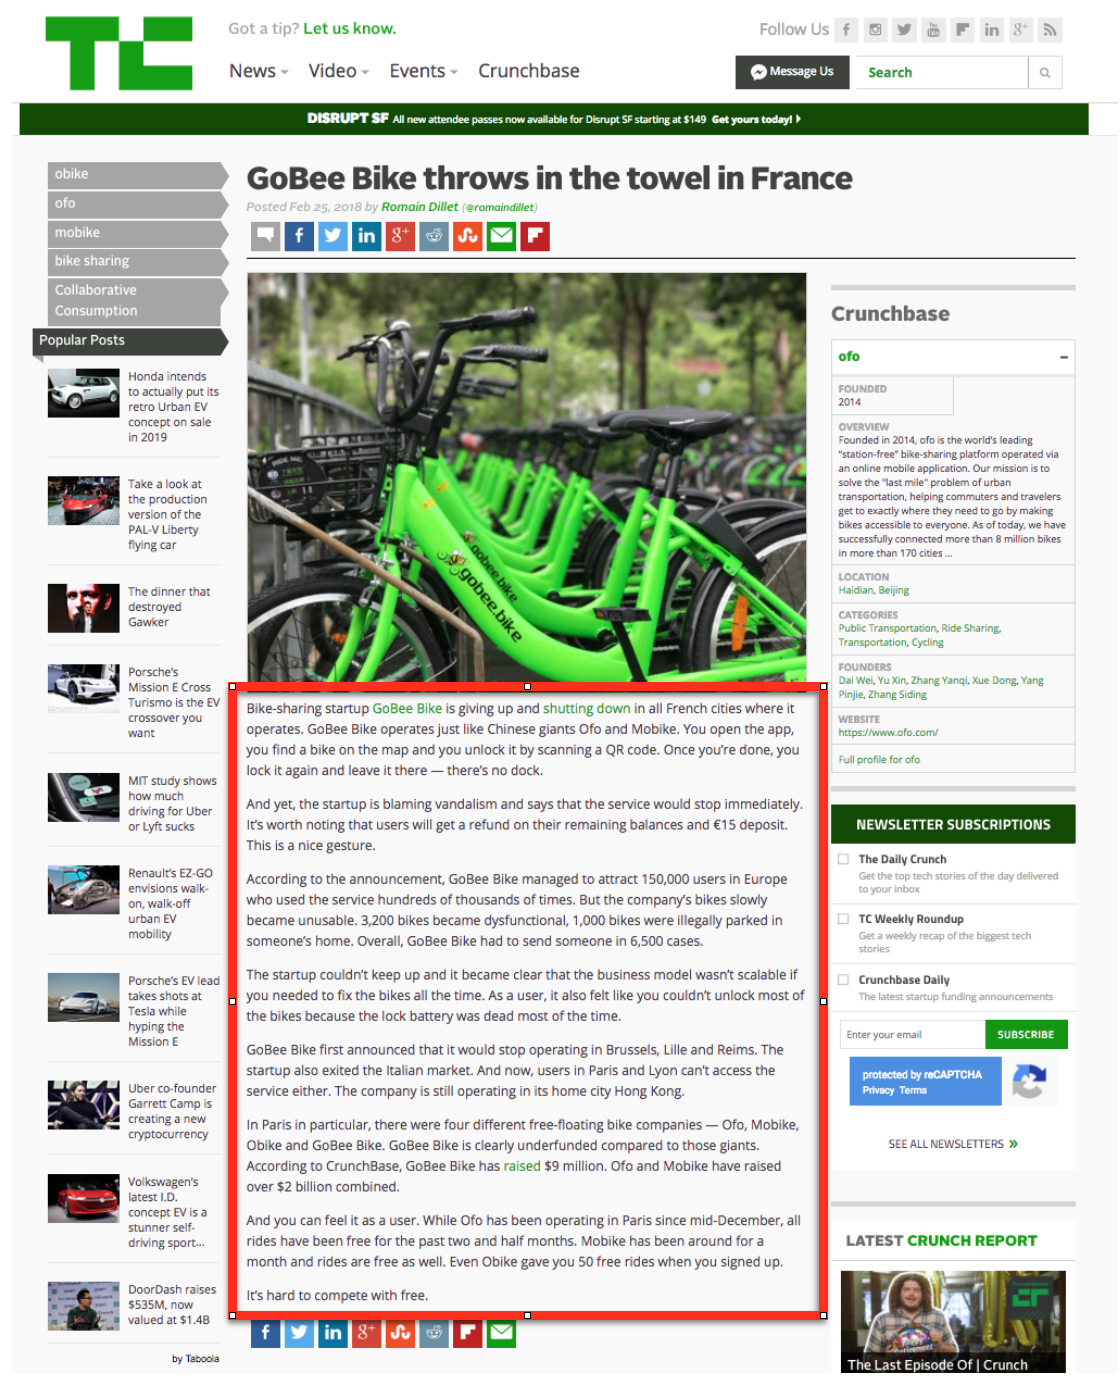 TC
Got a tip? Let us know.
Follow Us
News
Video
Events
Crunchbase
Message Us
Search
DISRUPT SF All new attendee passes now available for Disrupt SF starting at $149 Get yours today!
obike
ofo
mobike
bike sharing
Collaborative
Consumption
Popular Posts
Honda intends
to actually put its
retro Urban EV
concept on sale
in 2019
Take a look at
the production
version of the
PAL-V Liberty
flying car
The dinner that
destroyed
Gawker
Porsche's
Mission E Cross
Turismo is the EV
crossover you
want
MIT study shows
how much
driving for Uber
or Lyft sucks
Renault's EZ-GO
envisions walk-
on, walk-off
urban EV
mobility
Porsche's EV lead
takes shots at
Tesla while
hyping the
Mission E
Uber co-founder
Garrett Camp is
creating a new
cryptocurrency
Volkswagen's
latest I.D.
concept EV is a
stunner self-
driving sport...
DoorDash raises
$535M, now
valued at $1.4B
by Taboola
GoBee Bike throws in the towel in France
Posted Feb 25, 2018 by Romain Dillet (@romaindillet)
gobee.bike
gobee.bike
Bike-sharing startup GoBee Bike is giving up and shutting down in all French cities where it
operates. GoBee Bike operates just like Chinese giants Ofo and Mobike. You open the app,
you find a bike on the map and you unlock it by scanning a QR code. Once you're done, you
lock it again and leave it there — there's no dock.
And yet, the startup is blaming vandalism and says that the service would stop immediately.
It's worth noting that users will get a refund on their remaining balances and €15 deposit.
This is a nice gesture.
According to the announcement, GoBee Bike managed to attract 150,000 users in Europe
who used the service hundreds of thousands of times. But the company's bikes slowly
became unusable. 3,200 bikes became dysfunctional, 1,000 bikes were illegally parked in
someone's home. Overall, GoBee Bike had to send someone in 6,500 cases.
The startup couldn't keep up and it became clear that the business model wasn't scalable if
you needed to fix the bikes all the time. As a user, it also felt like you couldn't unlock most of
the bikes because the lock battery was dead most of the time.
GoBee Bike first announced that it would stop operating in Brussels, Lille and Reims. The
startup also exited the Italian market. And now, users in Paris and Lyon can't access the
service either. The company is still operating in its home city Hong Kong.
In Paris in particular, there were four different free-floating bike companies — Ofo, Mobike,
Obike and GoBee Bike. GoBee Bike is clearly underfunded compared to those giants.
According to CrunchBase, GoBee Bike has raised $9 million. Ofo and Mobike have raised
over $2 billion combined.
And you can feel it as a user. While Ofo has been operating in Paris since mid-December, all
rides have been free for the past two and half months. Mobike has been around for a
month and rides are free as well. Even Obike gave you 50 free rides when you signed up.
It's hard to compete with free.
Crunchbase
ofo
FOUNDED
2014
OVERVIEW
Founded in 2014, ofo is the world's leading
"station-free" bike-sharing platform operated via
an online mobile application. Our mission is to
solve the "last mile" problem of urban
transportation, helping commuters and travelers
get to exactly where they need to go by making
bikes accessible to everyone. As of today, we have
successfully connected more than 8 million bikes
in more than 170 cities ...
LOCATION
Haidian, Beijing
CATEGORIES
Public Transportation, Ride Sharing,
Transportation, Cycling
FOUNDERS
Dai Wei, Yu Xin, Zhang Yanqi, Xue Dong, Yang
Pinjie, Zhang Siding
WEBSITE
https://www.ofo.com/
Full profile for ofo
NEWSLETTER SUBSCRIPTIONS
The Daily Crunch
Get the top tech stories of the day delivered
to your inbox
TC Weekly Roundup
Get a weekly recap of the biggest tech
stories
Crunchbase Daily
The latest startup funding announcements
Enter your email
SUBSCRIBE
protected by reCAPTCHA
Privacy Terms
SEE ALL NEWSLETTERS »
LATEST CRUNCH REPORT
The Last Episode Of | Crunch